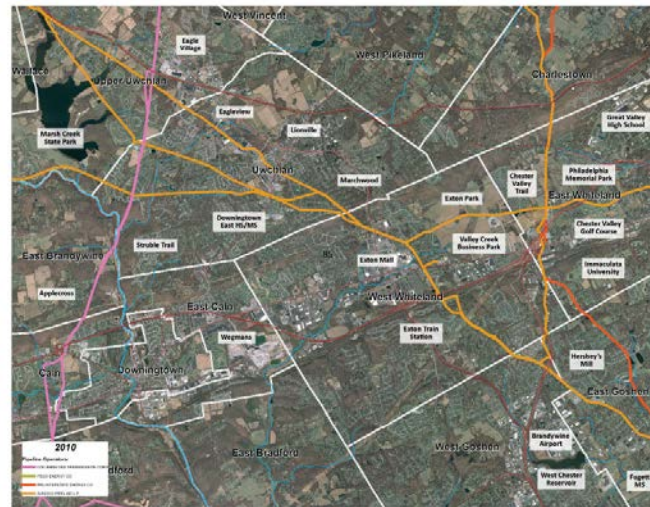 West Vincent
Eagle
Village
West Pikeland
Wallace
Upper Uwchlan
Charlestown
Eagleview
Great Valley
High School
Marsh Creek
State Park
Lionville
Uwchlan
Marchwood
Chester
Valley
Trail
Philadelphia
Memorial Park
Exton Park
East Whiteland
Downingtown
East HS/MS
Chester Valley
Golf Course
Struble Trail
Valley Creek
Business Park
East Brandywine
Exton Mall
Immaculata
University
Applecross
West Whiteland
East Caln
Wegmans
Exton Train
Station
Hershey's
Mill
Caln
Downingtown
East Goshen
2010
Pipeline Operators
West Goshen
Brandywine
Airport
East Bradford
West Chester
Reservoir